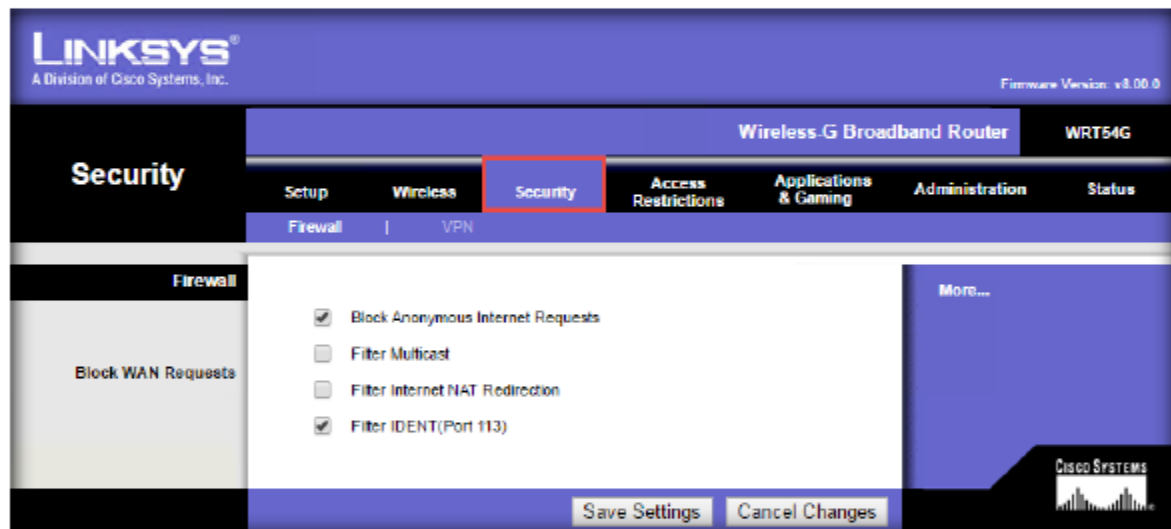 LINKSYS®
A Division of Cisco Systems, Inc.
Firmware Version: v8.00.0
Wireless-G Broadband Router WRT54G
Security
Setup Wireless Security Access Restrictions Applications & Gaming Administration Status
Firewall | VPN
Firewall
More...
Block WAN Requests
Block Anonymous Internet Requests
Filter Multicast
Filter Internet NAT Redirection
Filter IDENT(Port 113)
Save Settings Cancel Changes
CISCO SYSTEMS